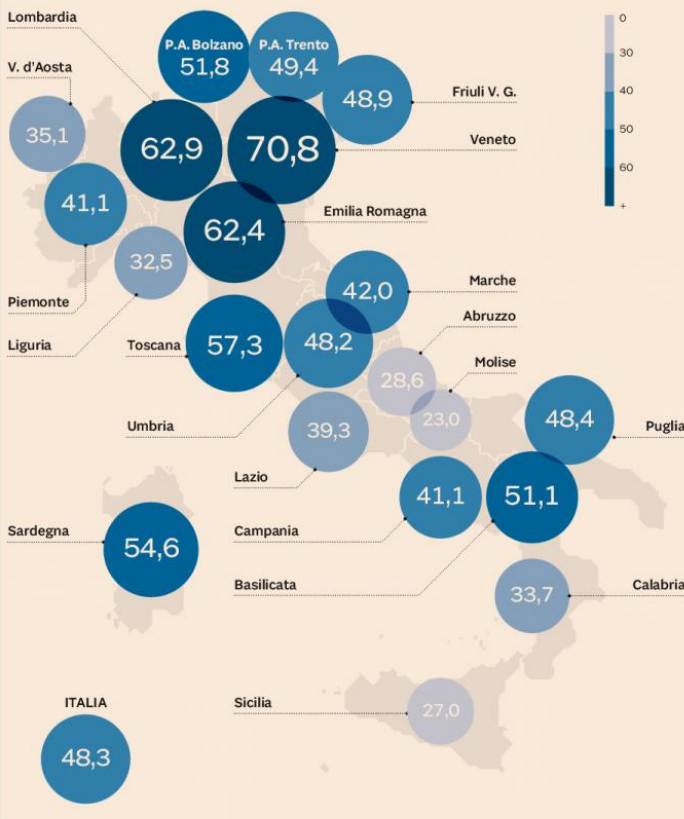 Lombardia
0
P.A. Bolzano
51,8
P.A. Trento
49,4
30
V. d'Aosta
40
Friuli V. G.
48,9
35,1
50
62,9
70,8
Veneto
60
+
41,1
Emilia Romagna
62,4
32,5
Piemonte
Marche
42,0
Abruzzo
Liguria
Toscana
57,3
48,2
Molise
28,6
23,0
48,4
Umbria
39,3
Puglia
Lazio
41,1
51,1
Sardegna
54,6
Campania
Basilicata
33,7
Calabria
ITALIA
48,3
Sicilia
27,0